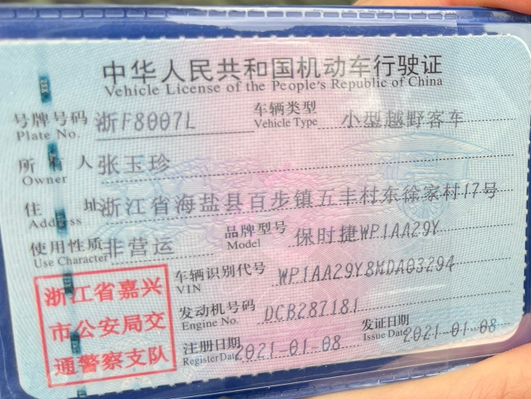 中华人民共和国机动车行驶证
Vehicle License of the People's Republic of China
号牌号码 浙F8007L 车辆类型 小型越野客车
Plate No. Vehicle Type
所有人 张玉珍
Owner
住址 浙江省海盐县百步镇五丰村东徐家村17号
Address
使用性质 非营运 品牌型号 保时捷WP1AA29Y
Use Character Model
浙江省嘉兴
市公安局交
通警察支队
车辆识别代号 WP1AA29Y8MDA03294
VIN
发动机号码 DCB287181
Engine No.
注册日期 2021-01-08 发证日期 2021-01-08
Register Date Issue Date